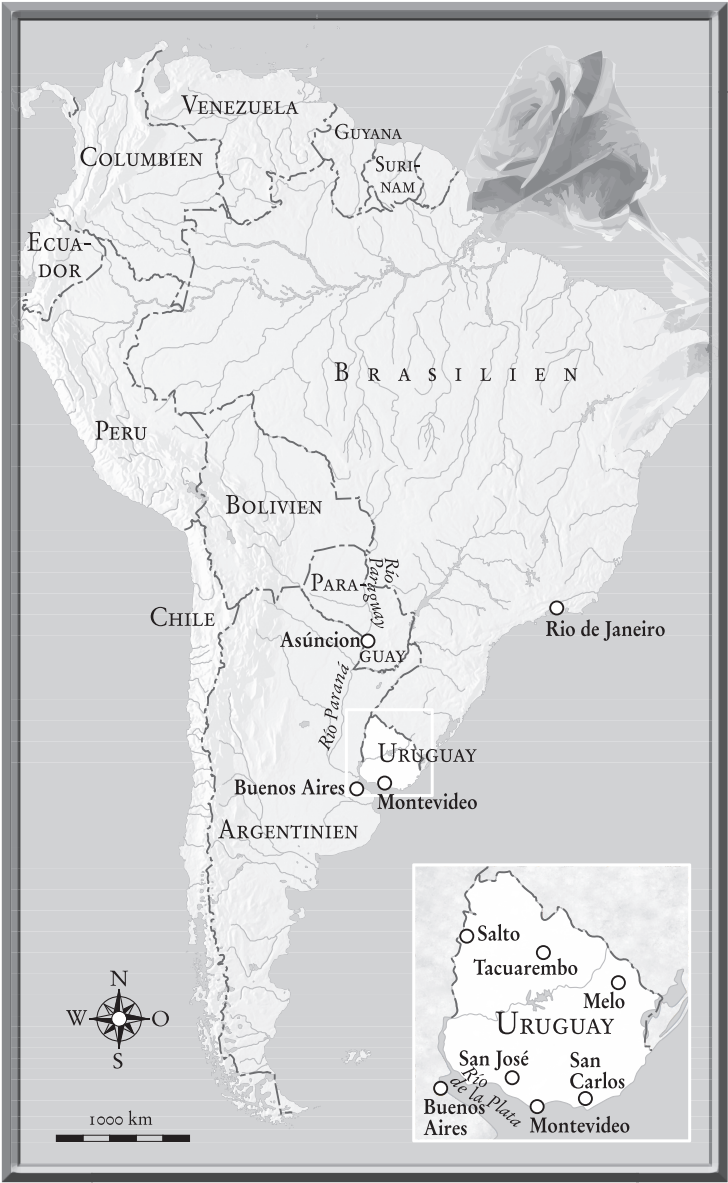 VENEZUELA
GUYANA
COLUMBIEN
SURI-
NAM
ECUA-
DOR
BRASILIEN
PERU
BOLIVIEN
PARA-
Río
Paraguay
CHILE
Rio de Janeiro
Asúncion
GUAY
Río Paraná
URUGUAY
Buenos Aires
Montevideo
ARGENTINIEN
Salto
Tacuarembo
Melo
URUGUAY
San José
San
Carlos
Río
de la Plata
Buenos
Aires
Montevideo
N
W
O
S
1000 km